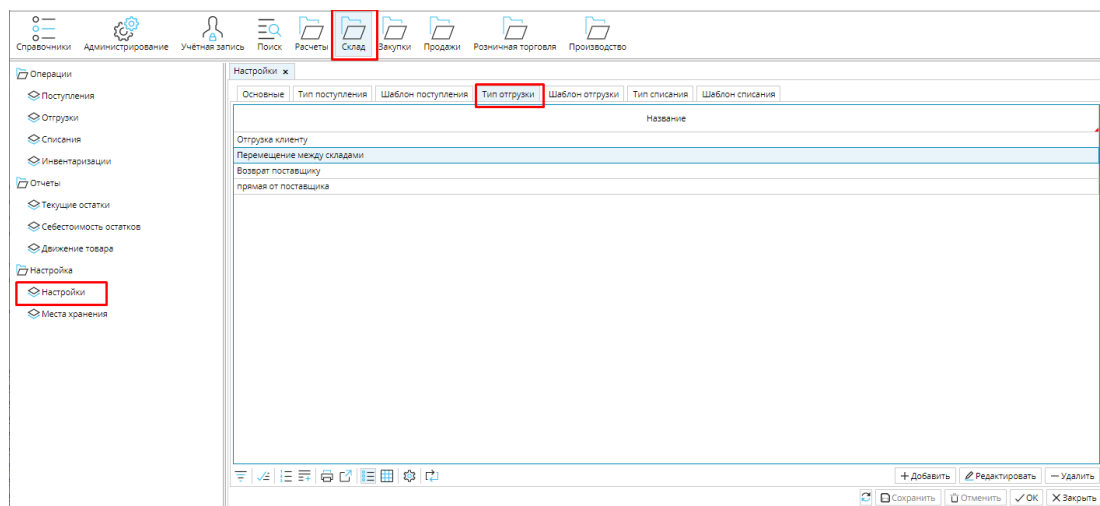 Справочники Администрирование Учётная запись Поиск Расчеты Склад Закупки Продажи Розничная торговля Производство
Операции
Поступления
Отгрузки
Списания
Инвентаризации
Отчеты
Текущие остатки
Себестоимость остатков
Движение товара
Настройка
Настройки
Места хранения
Настройки x
Основные Тип поступления Шаблон поступления Тип отгрузки Шаблон отгрузки Тип списания Шаблон списания
Название
Отгрузка клиенту
Перемещение между складами
Возврат поставщику
прямая от поставщика
Добавить Редактировать Удалить
Сохранить Отменить OK Закрыть